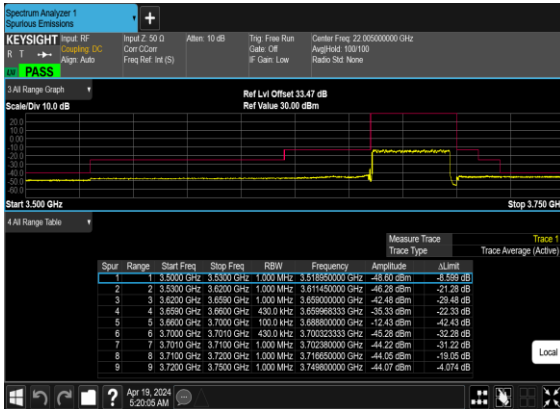 Spectrum Analyzer 1
Spurious Emissions
+
KEYSIGHT Input: RF Input Z: 50 Ω Atten: 10 dB Trig: Free Run Center Freq: 22.005000000 GHz
R T Coupling: DC Corr CCorr Gate: Off Avg|Hold: 100/100
Align: Auto Freq Ref: Int (S) IF Gain: Low Radio Std: None
PASS
3 All Range Graph
Ref Lvl Offset 33.47 dB
Scale/Div 10.0 dB Ref Value 30.00 dBm
20.0
10.0
0.00
-10.0
-20.0
-30.0
-40.0
-50.0
-60.0
Start 3.500 GHz Stop 3.750 GH
4 All Range Table
Measure Trace Trace 1
Trace Type Trace Average (Active)
Spur Range Start Freq Stop Freq RBW Frequency Amplitude ΔLimit
1 1 3.5000 GHz 3.5300 GHz 1.000 MHz 3.518950000 GHz -48.60 dBm -8.599 dB
2 2 3.5300 GHz 3.6200 GHz 1.000 MHz 3.611450000 GHz -46.28 dBm -21.28 dB
3 3 3.6200 GHz 3.6590 GHz 1.000 MHz 3.659000000 GHz -42.48 dBm -29.48 dB
4 4 3.6590 GHz 3.6600 GHz 430.0 kHz 3.659968333 GHz -35.33 dBm -22.33 dB
5 5 3.6600 GHz 3.7000 GHz 100.0 kHz 3.688800000 GHz -12.43 dBm -42.43 dB
6 6 3.7000 GHz 3.7010 GHz 430.0 kHz 3.700323333 GHz -45.28 dBm -32.28 dB
7 7 3.7010 GHz 3.7100 GHz 1.000 MHz 3.702380000 GHz -44.22 dBm -31.22 dB
8 8 3.7100 GHz 3.7200 GHz 1.000 MHz 3.716650000 GHz -44.05 dBm -19.05 dB
9 9 3.7200 GHz 3.7500 GHz 1.000 MHz 3.749800000 GHz -44.07 dBm -4.074 dB
Local
? Apr 19, 2024
5:20:05 AM